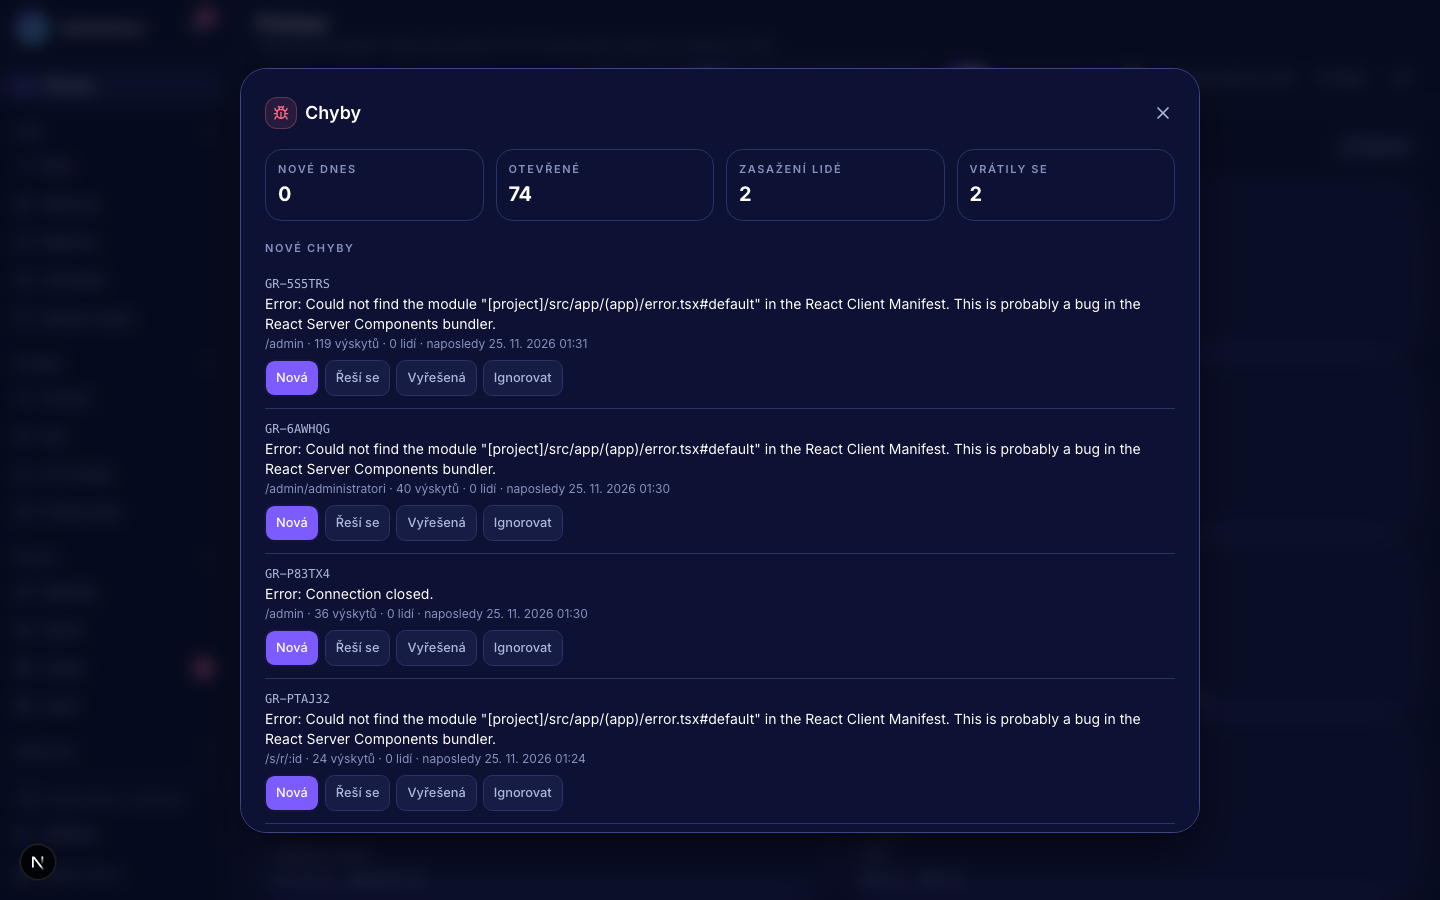 Chyby
NOVÉ DNES
0
OTEVŘENÉ
74
ZASAŽENÍ LIDÉ
2
VRÁTILY SE
2
NOVÉ CHYBY
GR-5S5TRS
Error: Could not find the module "[project]/src/app/(app)/error.tsx#default" in the React Client Manifest. This is probably a bug in the
React Server Components bundler.
/admin · 119 výskytů · 0 lidí · naposledy 25. 11. 2026 01:31
Nová Řeší se Vyřešená Ignorovat
GR-6AWHQG
Error: Could not find the module "[project]/src/app/(app)/error.tsx#default" in the React Client Manifest. This is probably a bug in the
React Server Components bundler.
/admin/administratori · 40 výskytů · 0 lidí · naposledy 25. 11. 2026 01:30
Nová Řeší se Vyřešená Ignorovat
GR-P83TX4
Error: Connection closed.
/admin · 36 výskytů · 0 lidí · naposledy 25. 11. 2026 01:30
Nová Řeší se Vyřešená Ignorovat
GR-PTAJ32
Error: Could not find the module "[project]/src/app/(app)/error.tsx#default" in the React Client Manifest. This is probably a bug in the
React Server Components bundler.
/s/r/:id · 24 výskytů · 0 lidí · naposledy 25. 11. 2026 01:24
Nová Řeší se Vyřešená Ignorovat
N